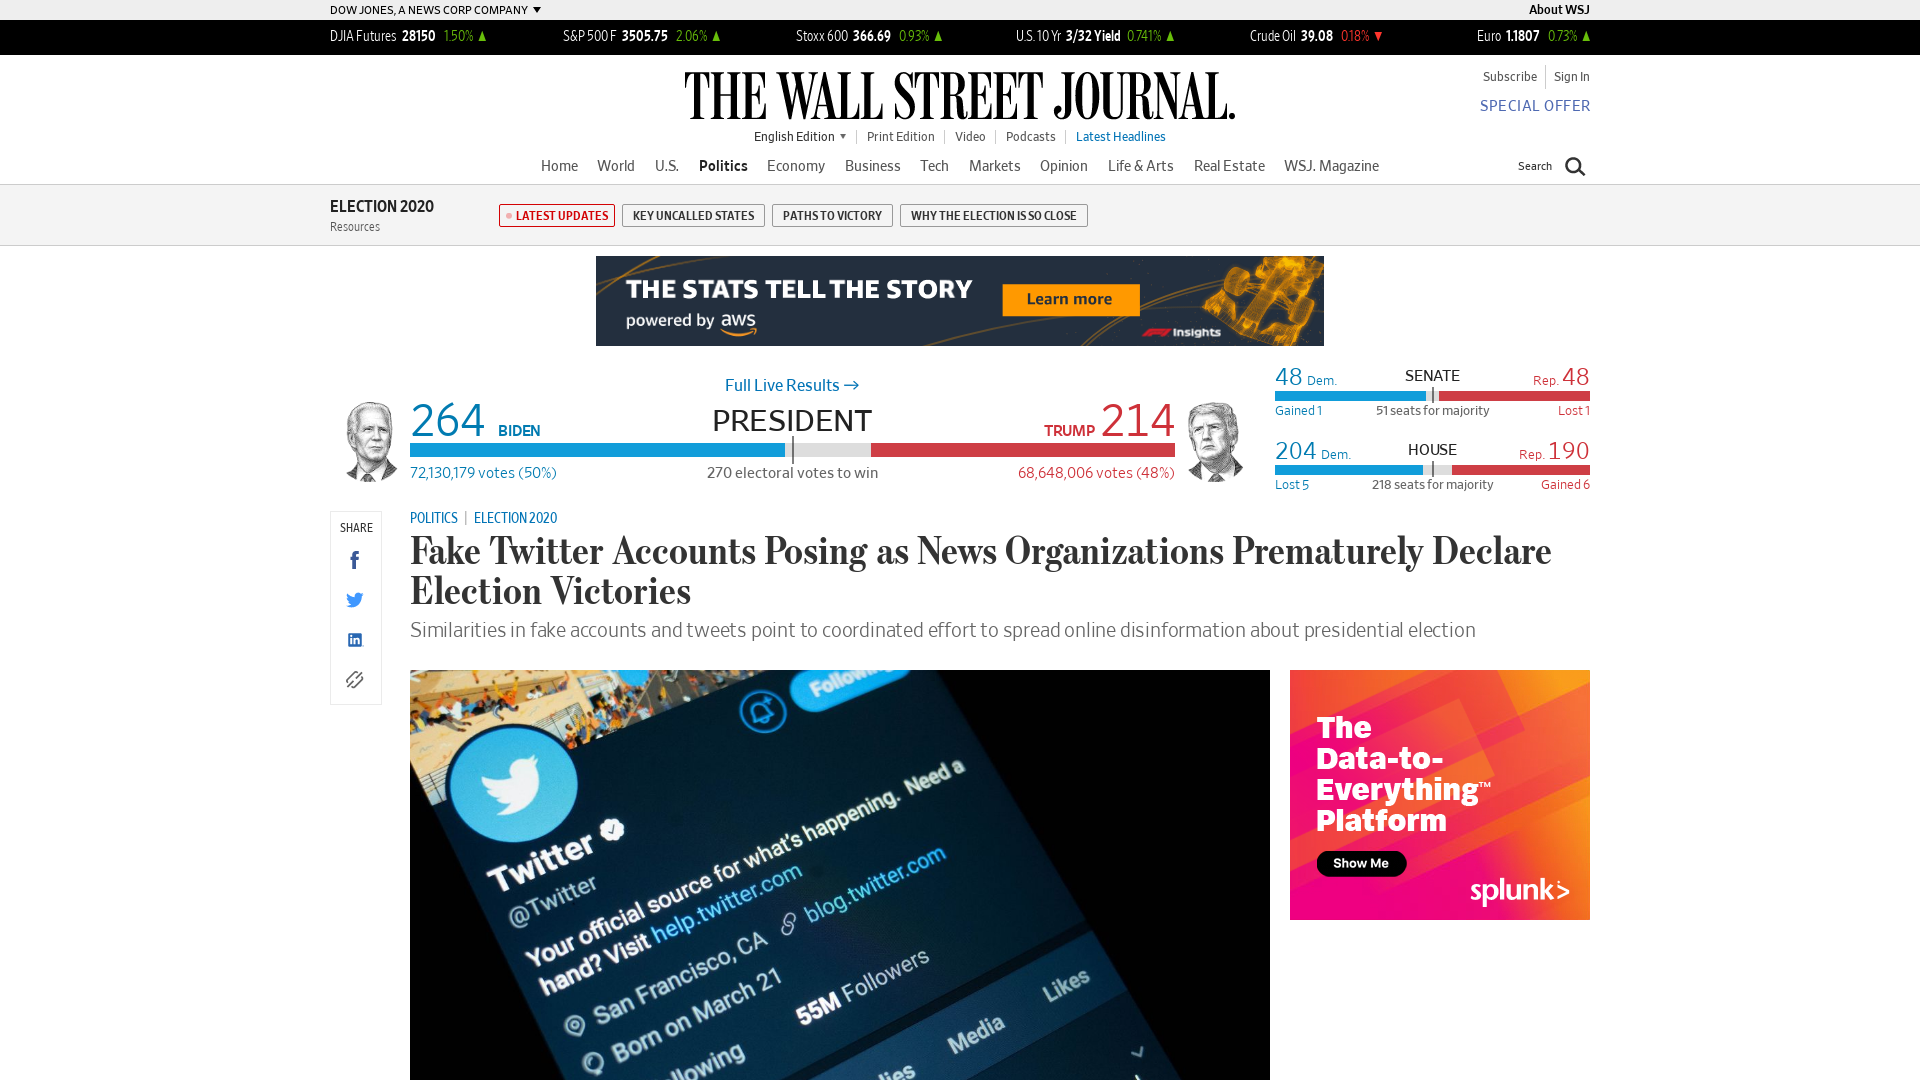 DOW JONES, A NEWS CORP COMPANY
About WSJ
DJIA Futures 28150 1.50%
S&P 500 F 3505.75 2.06%
Stoxx 600 366.69 0.93%
U.S. 10 Yr 3/32 Yield 0.741%
Crude Oil 39.08 0.18%
Euro 1.1807 0.73%
THE WALL STREET JOURNAL.
Subscribe
Sign In
SPECIAL OFFER
English Edition
Print Edition
Video
Podcasts
Latest Headlines
Home
World
U.S.
Politics
Economy
Business
Tech
Markets
Opinion
Life & Arts
Real Estate
WSJ. Magazine
Search
ELECTION 2020
Resources
LATEST UPDATES
KEY UNCALLED STATES
PATHS TO VICTORY
WHY THE ELECTION IS SO CLOSE
THE STATS TELL THE STORY
powered by aws
Learn more
F1 Insights
Full Live Results
264 BIDEN
PRESIDENT
TRUMP 214
72,130,179 votes (50%)
270 electoral votes to win
68,648,006 votes (48%)
48 Dem.
SENATE
Rep. 48
Gained 1
51 seats for majority
Lost 1
204 Dem.
HOUSE
Rep. 190
Lost 5
218 seats for majority
Gained 6
SHARE
POLITICS | ELECTION 2020
Fake Twitter Accounts Posing as News Organizations Prematurely Declare
Election Victories
Similarities in fake accounts and tweets point to coordinated effort to spread online disinformation about presidential election
Following
Twitter
@Twitter
Your official source for what's happening. Need a
hand? Visit help.twitter.com
San Francisco, CA blog.twitter.com
Born on March 21
55M Followers
Media
Likes
The
Data-to-
Everything™
Platform
Show Me
splunk>